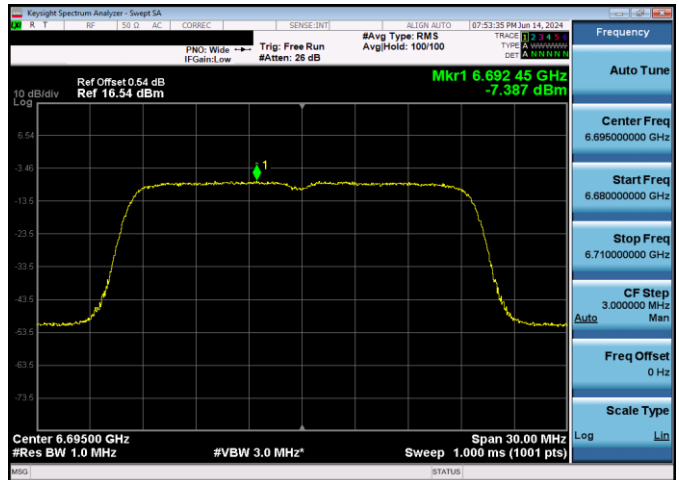 Keysight Spectrum Analyzer - Swept SA
LXI R T RF 50 Ω AC CORREC SENSE:INT ALIGN AUTO 07:53:35 PM Jun 14, 2024
PNO: Wide
IFGain:Low
Trig: Free Run
#Atten: 26 dB
#Avg Type: RMS
Avg|Hold: 100/100
TRACE 1 2 3 4 5 6
TYPE A WWWWW
DET A N N N N N
Mkr1 6.692 45 GHz
-7.387 dBm
Ref Offset 0.54 dB
10 dB/div Ref 16.54 dBm
Log
6.54
-3.46
-13.5
-23.5
-33.5
-43.5
-53.5
-63.5
-73.5
1
Center 6.69500 GHz Span 30.00 MHz
#Res BW 1.0 MHz #VBW 3.0 MHz* Sweep 1.000 ms (1001 pts)
MSG STATUS
Frequency
Auto Tune
Center Freq
6.695000000 GHz
Start Freq
6.680000000 GHz
Stop Freq
6.710000000 GHz
CF Step
3.000000 MHz
Auto Man
Freq Offset
0 Hz
Scale Type
Log Lin